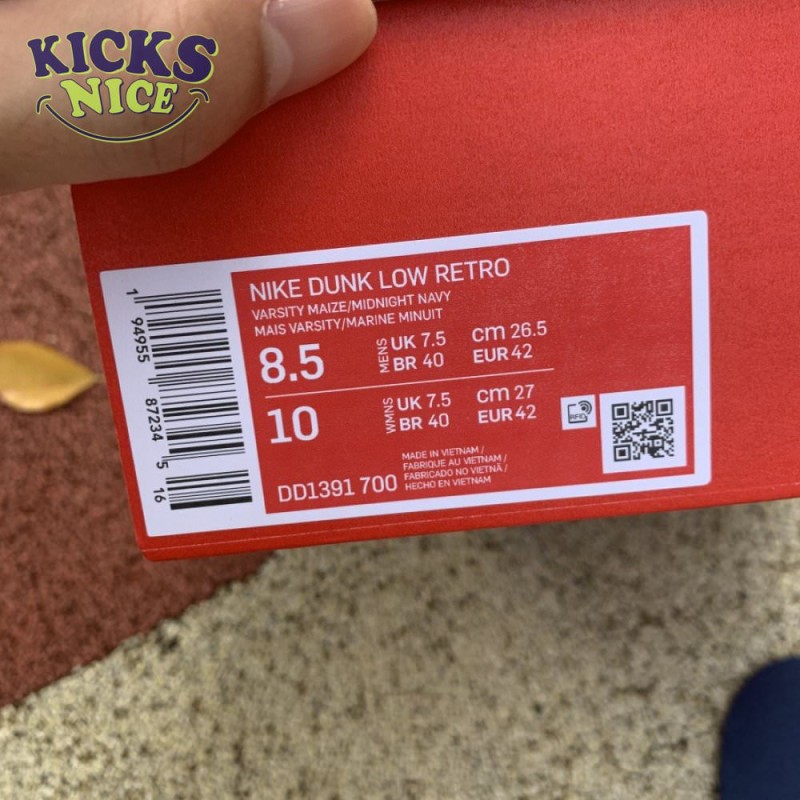 KICKS
NICE
NIKE DUNK LOW RETRO
VARSITY MAIZE/MIDNIGHT NAVY
MAIS VARSITY/MARINE MINUIT
8.5 MENS UK 7.5 cm 26.5
BR 40 EUR 42
10 WMNS UK 7.5 cm 27
BR 40 EUR 42
RFID
DD1391 700
MADE IN VIETNAM /
FABRIQUE AU VIETNAM /
FABRICADO NO VIETNÃ /
HECHO EN VIETNAM
1 94955 87234 5 16